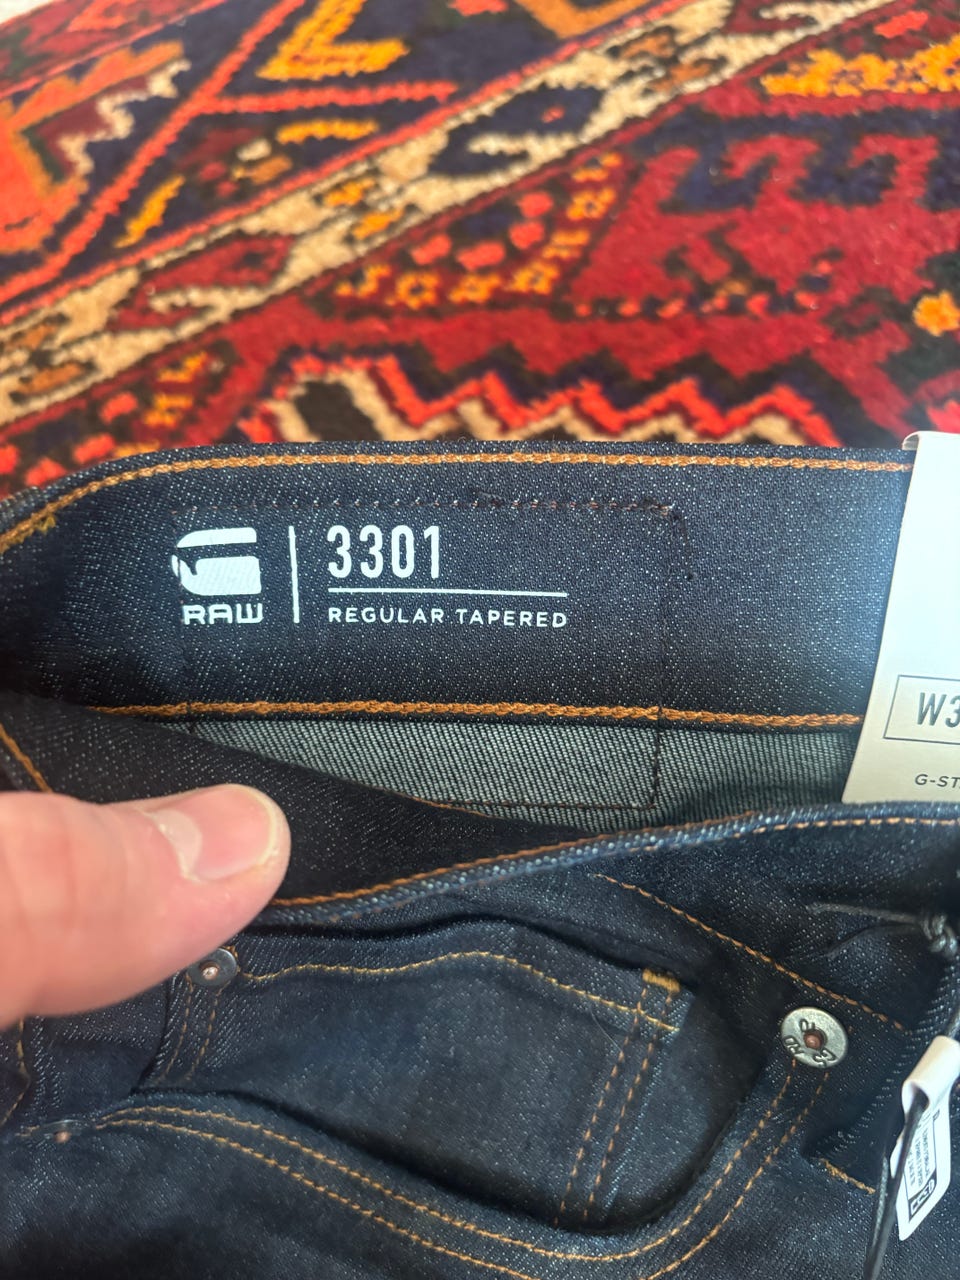 RAW
3301
REGULAR TAPERED
W3
G-ST